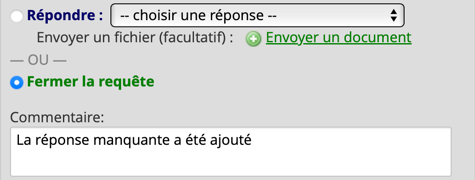 Répondre : -- choisir une réponse --
Envoyer un fichier (facultatif) : Envoyer un document
— OU —
Fermer la requête
Commentaire:
La réponse manquante a été ajouté